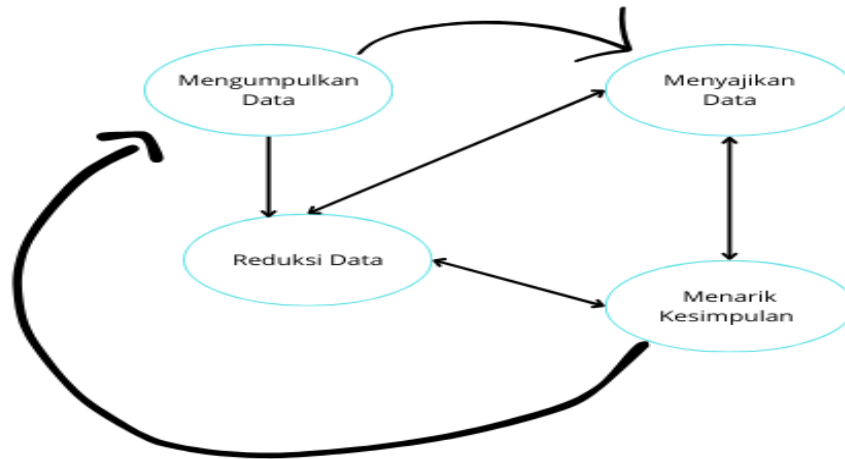 Mengumpulkan
Data
Menyajikan
Data
Reduksi Data
Menarik
Kesimpulan